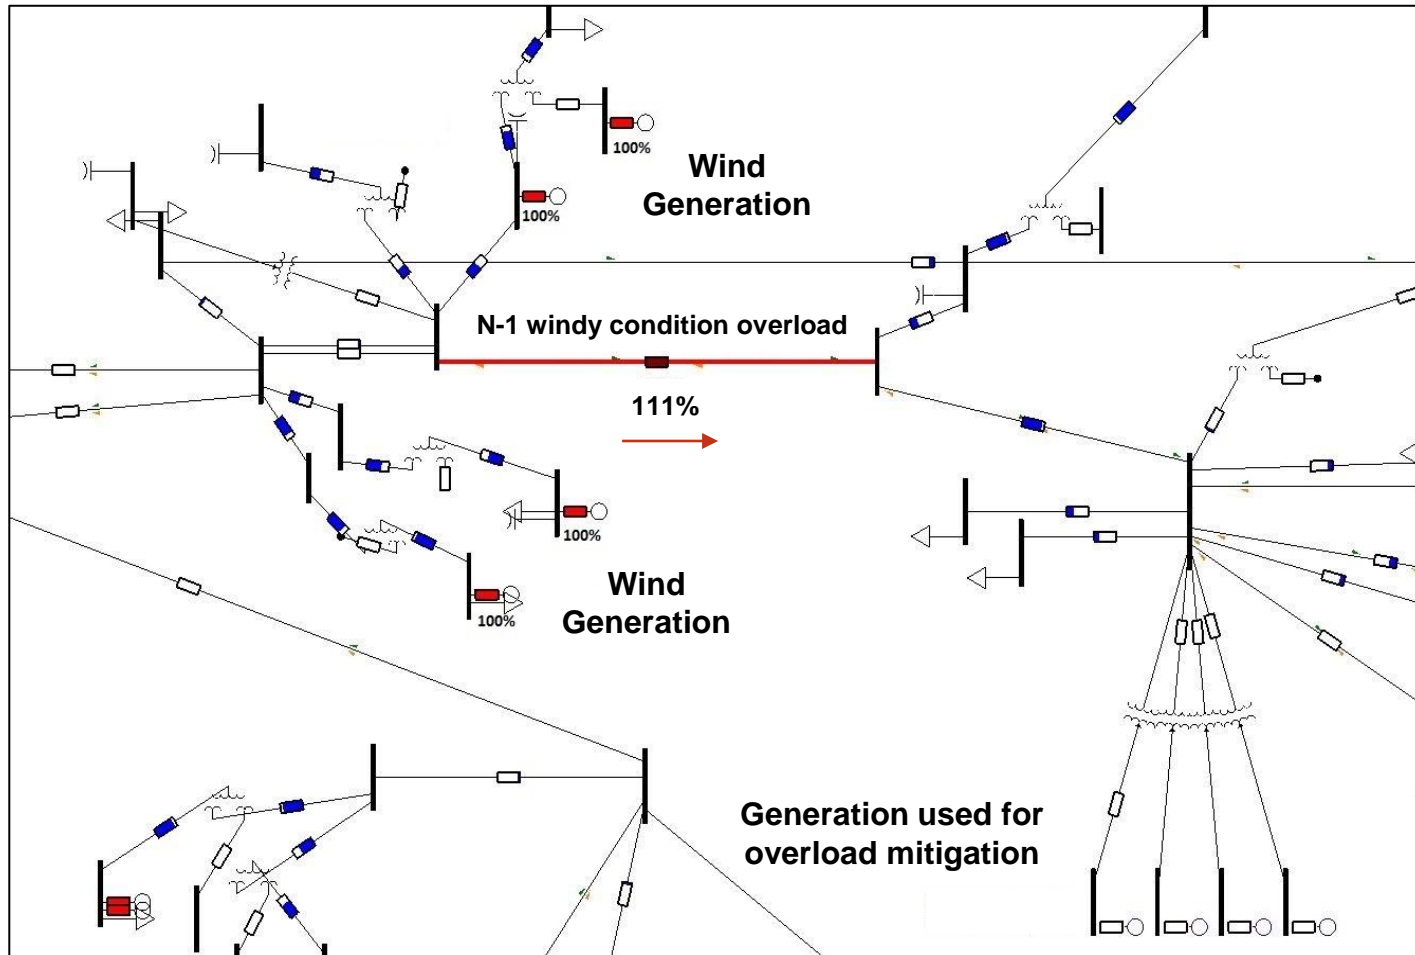 100%
Wind
Generation
100%
N-1 windy condition overload
111%
100%
Wind
Generation
100%
Generation used for
overload mitigation